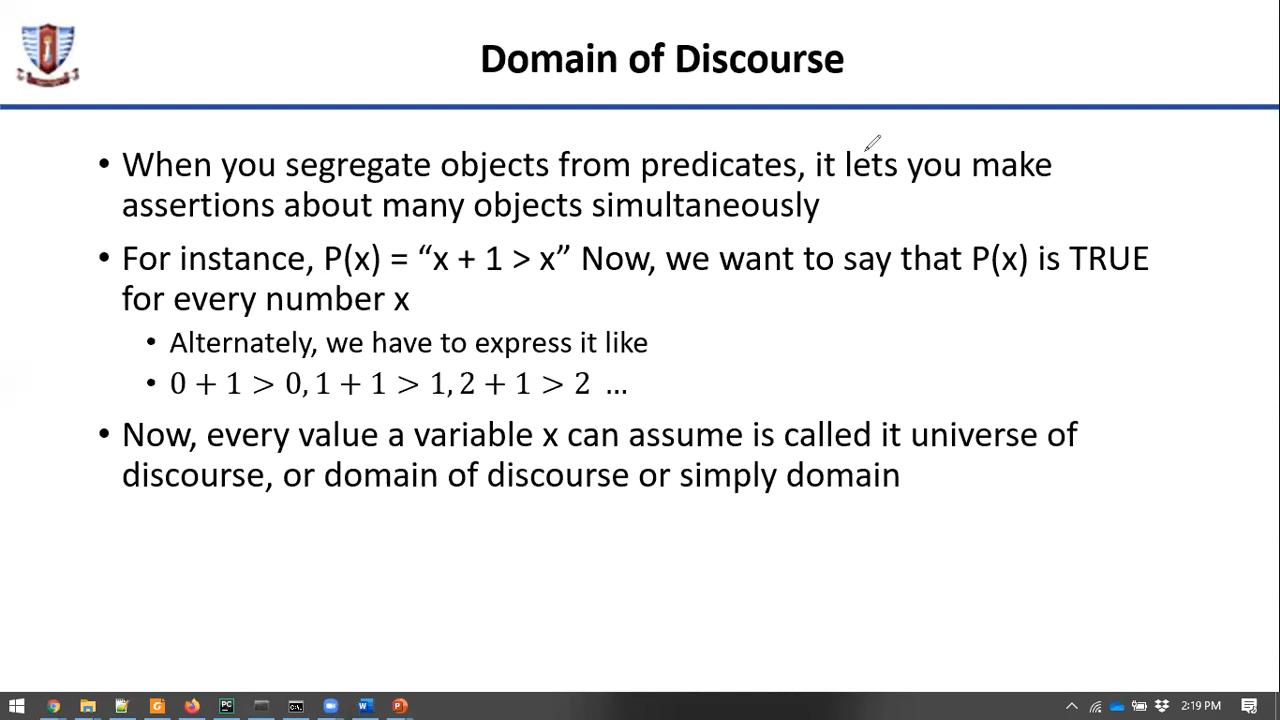 Domain of Discourse
• When you segregate objects from predicates, it lets you make
assertions about many objects simultaneously
• For instance, P(x) = “x + 1 > x” Now, we want to say that P(x) is TRUE
for every number x
• Alternately, we have to express it like
• 0 + 1 > 0, 1 + 1 > 1, 2 + 1 > 2 …
• Now, every value a variable x can assume is called it universe of
discourse, or domain of discourse or simply domain
2:19 PM